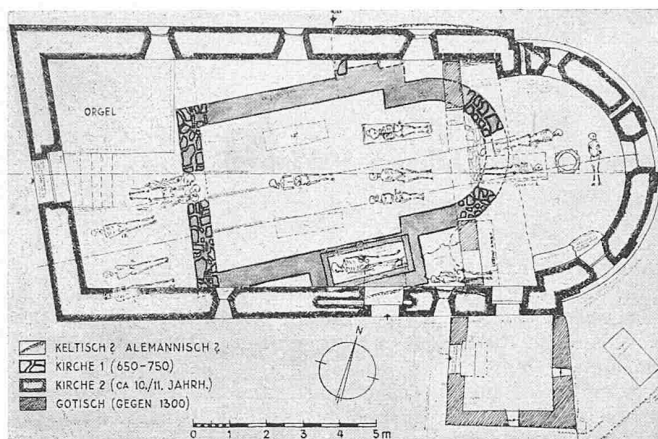 ORGEL
KELTISCH ? ALEMANNISCH ?
KIRCHE 1 (650-750)
KIRCHE 2 (CA 10./11. JAHRH.)
GOTISCH (GEGEN 1300)
N
0 1 2 3 4 5 m